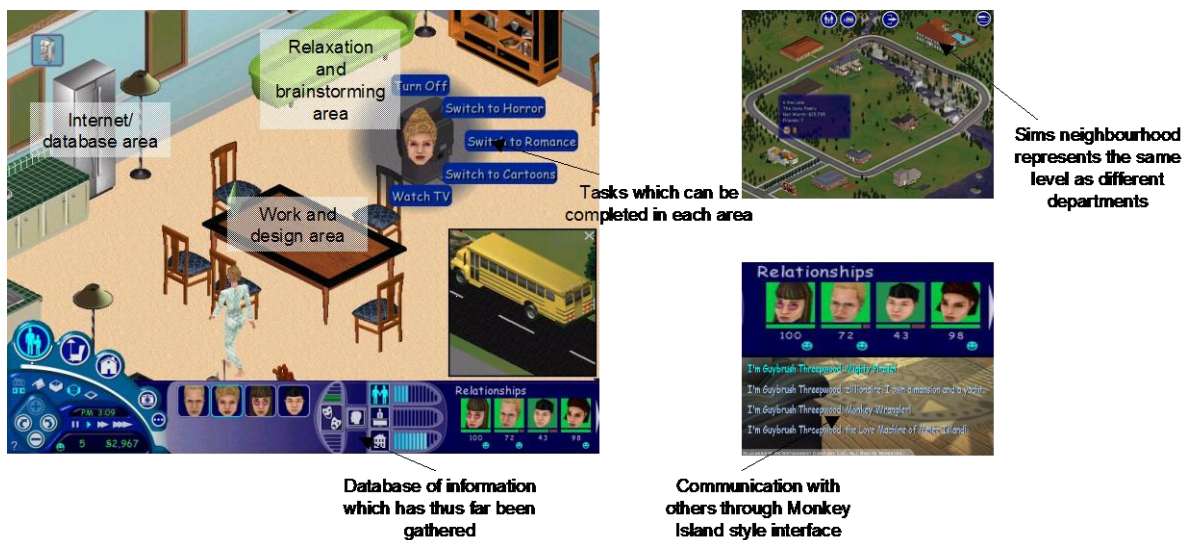 Internet/
database area
Relaxation
and
brainstorming
area
Work and
design area
Turn Off
Switch to Horror
Switch to Romance
Switch to Cartoons
Watch TV
Tasks which can be
completed in each area
PM 3:09
5 $2,967
?
Relationships
100 72 43 98
Database of information
which has thus far been
gathered
Sims neighbourhood
represents the same
level as different
departments
Relationships
100 72 43 98
I'm Guybrush Threepwood, Mighty Pirate!
I'm Guybrush Threepwood, zillionaire. I own a mansion and a yacht.
I'm Guybrush Threepwood, Monkey Wrangler!
I'm Guybrush Threepwood, the Love Machine of Melee Island!
Communication with
others through Monkey
Island style interface